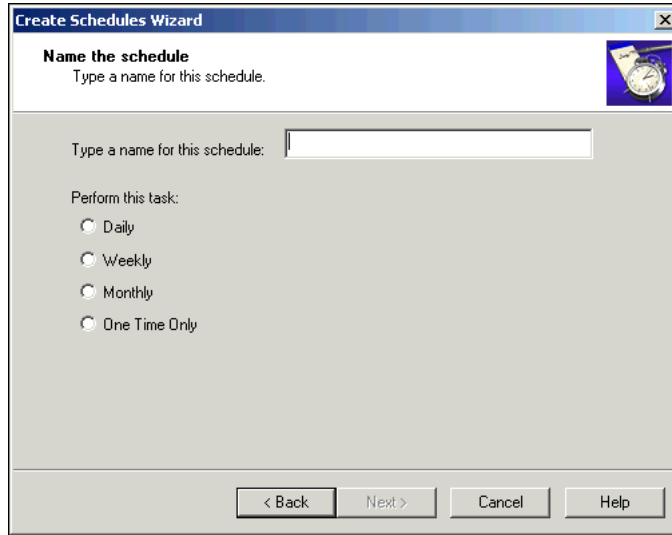 Create Schedules Wizard
Name the schedule
Type a name for this schedule.
Type a name for this schedule:
Perform this task:
Daily
Weekly
Monthly
One Time Only
< Back Next > Cancel Help